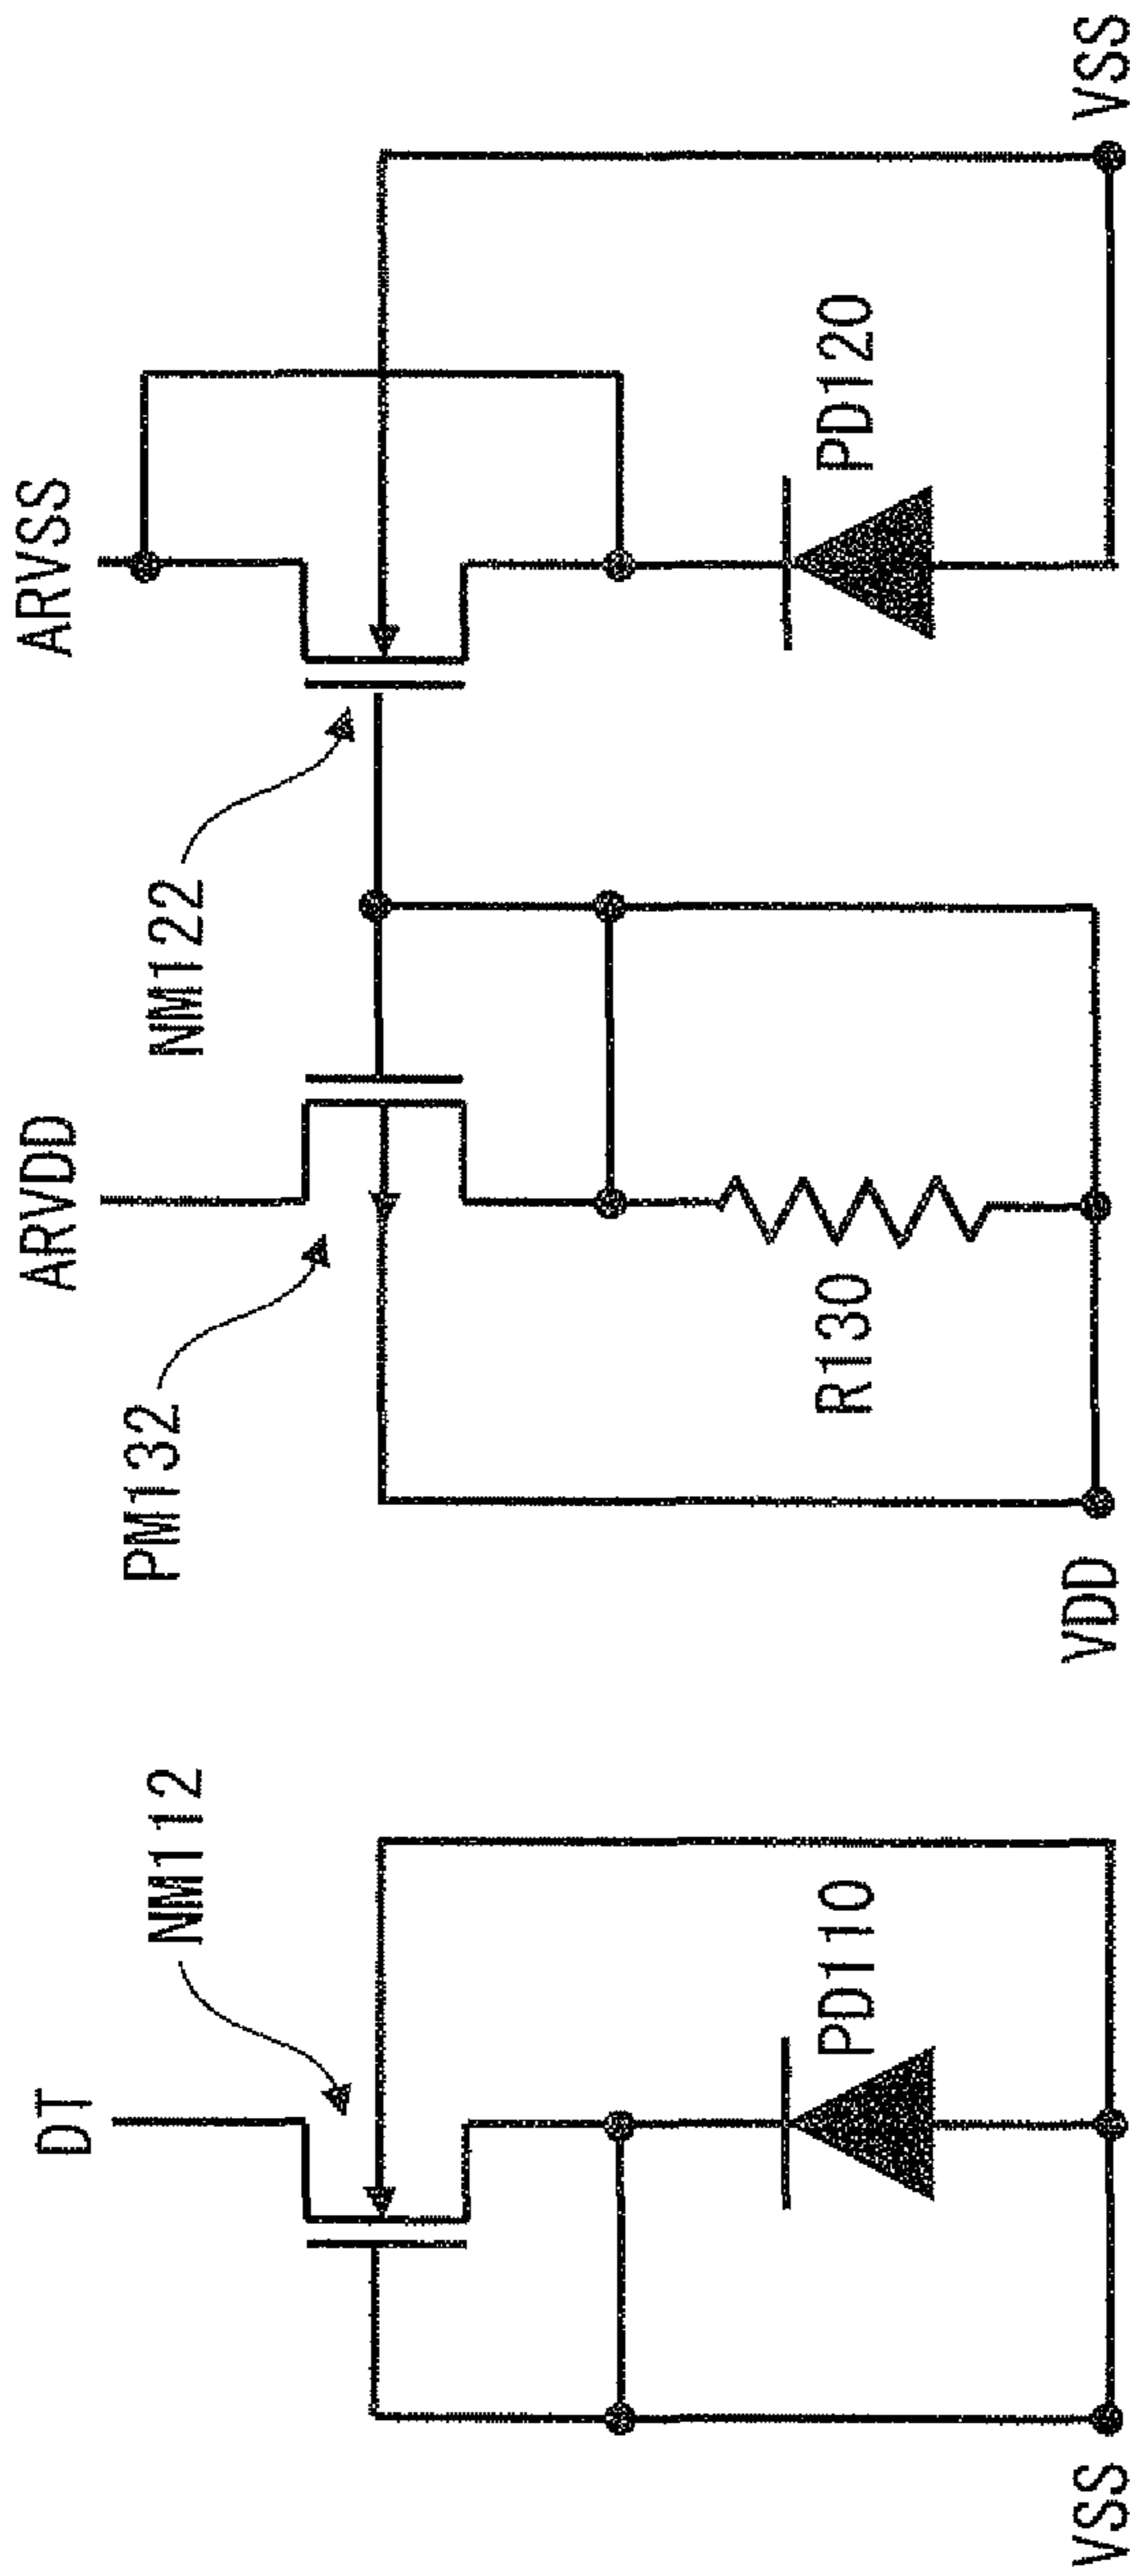 DT
NM112
PD110
VSS
ARVDD
PM132
R130
VDD
ARVSS
NM122
PD120
VSS